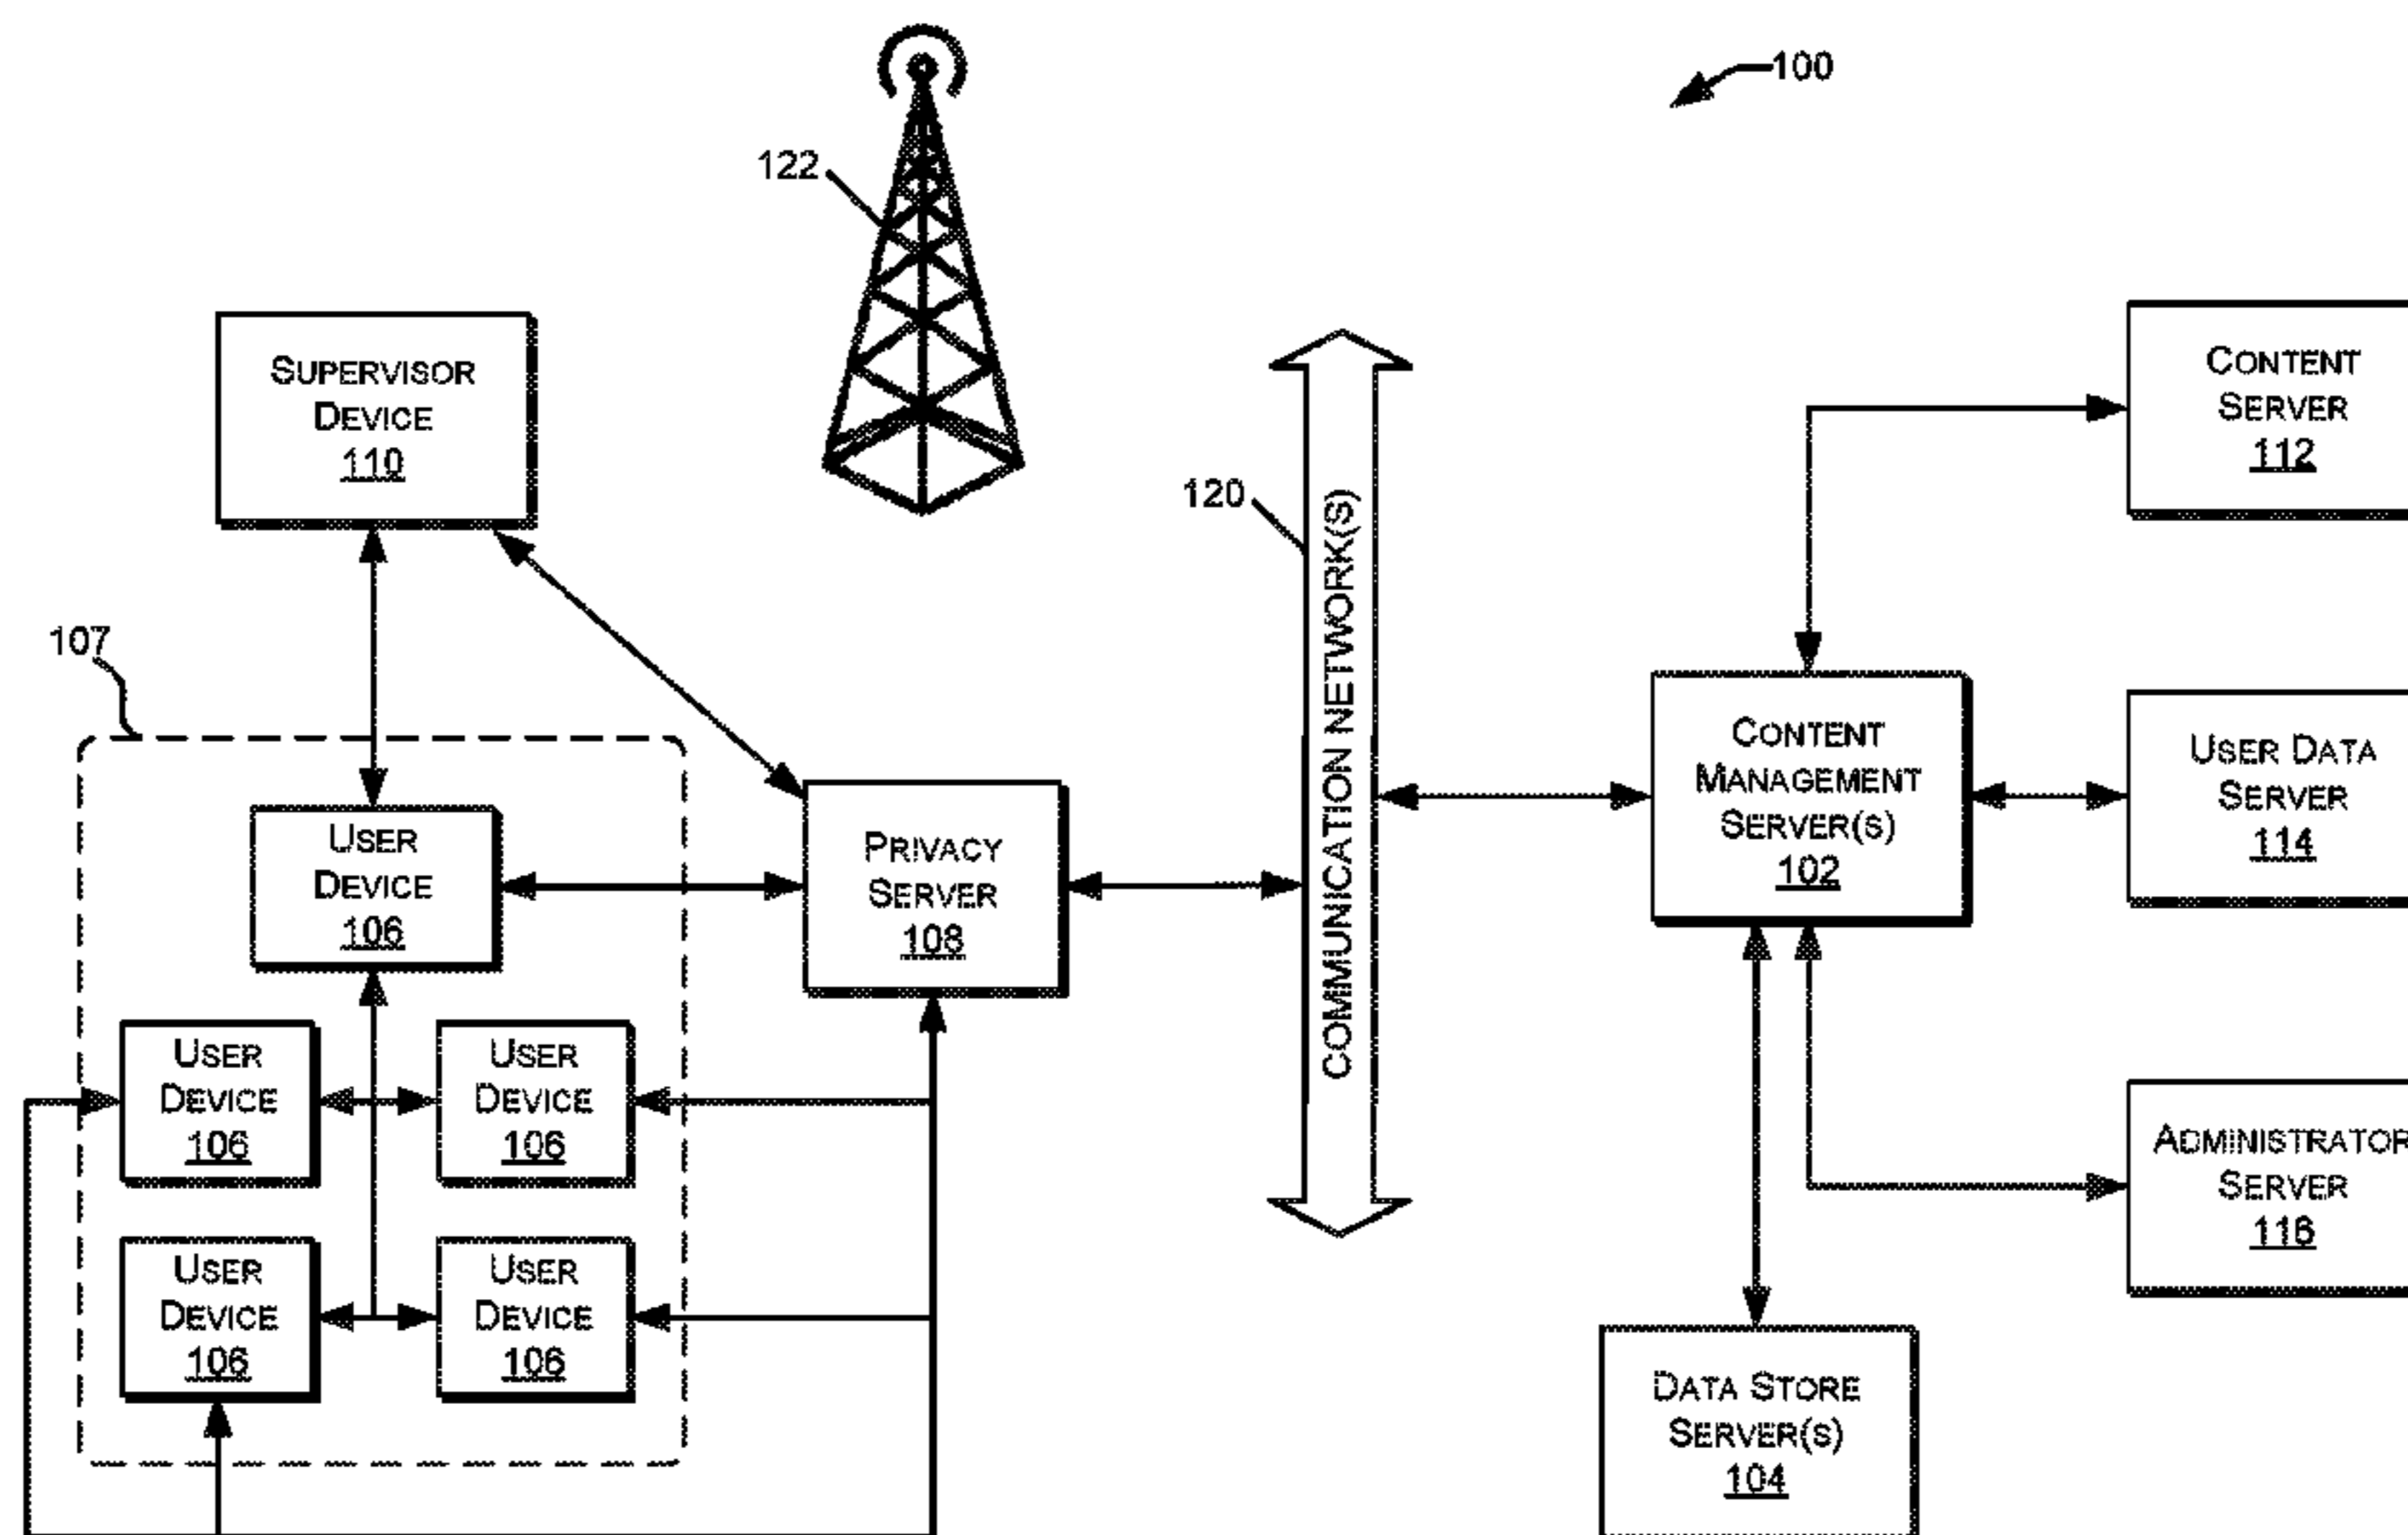 100
122
SUPERVISOR
DEVICE
110
120
COMMUNICATION NETWORK(S)
CONTENT
SERVER
112
107
USER
DEVICE
106
PRIVACY
SERVER
108
CONTENT
MANAGEMENT
SERVER(S)
102
USER DATA
SERVER
114
USER
DEVICE
106
USER
DEVICE
106
USER
DEVICE
106
USER
DEVICE
106
ADMINISTRATOR
SERVER
116
DATA STORE
SERVER(S)
104